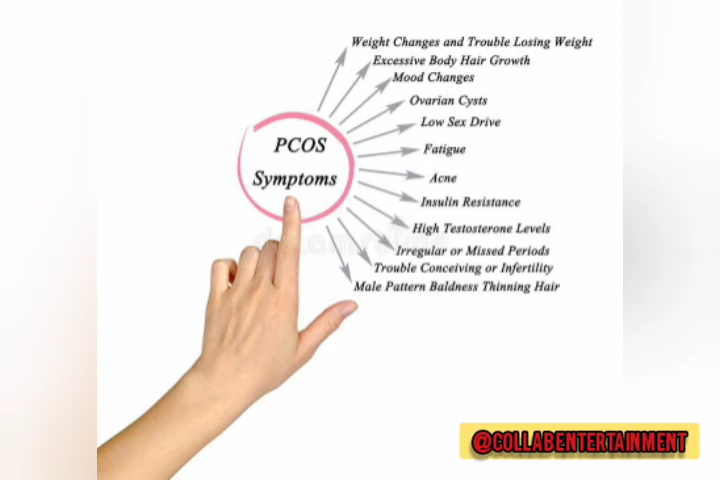 PCOS
Symptoms
Weight Changes and Trouble Losing Weight
Excessive Body Hair Growth
Mood Changes
Ovarian Cysts
Low Sex Drive
Fatigue
Acne
Insulin Resistance
High Testosterone Levels
Irregular or Missed Periods
Trouble Conceiving or Infertility
Male Pattern Baldness Thinning Hair
@COLLABENTERTAINMENT